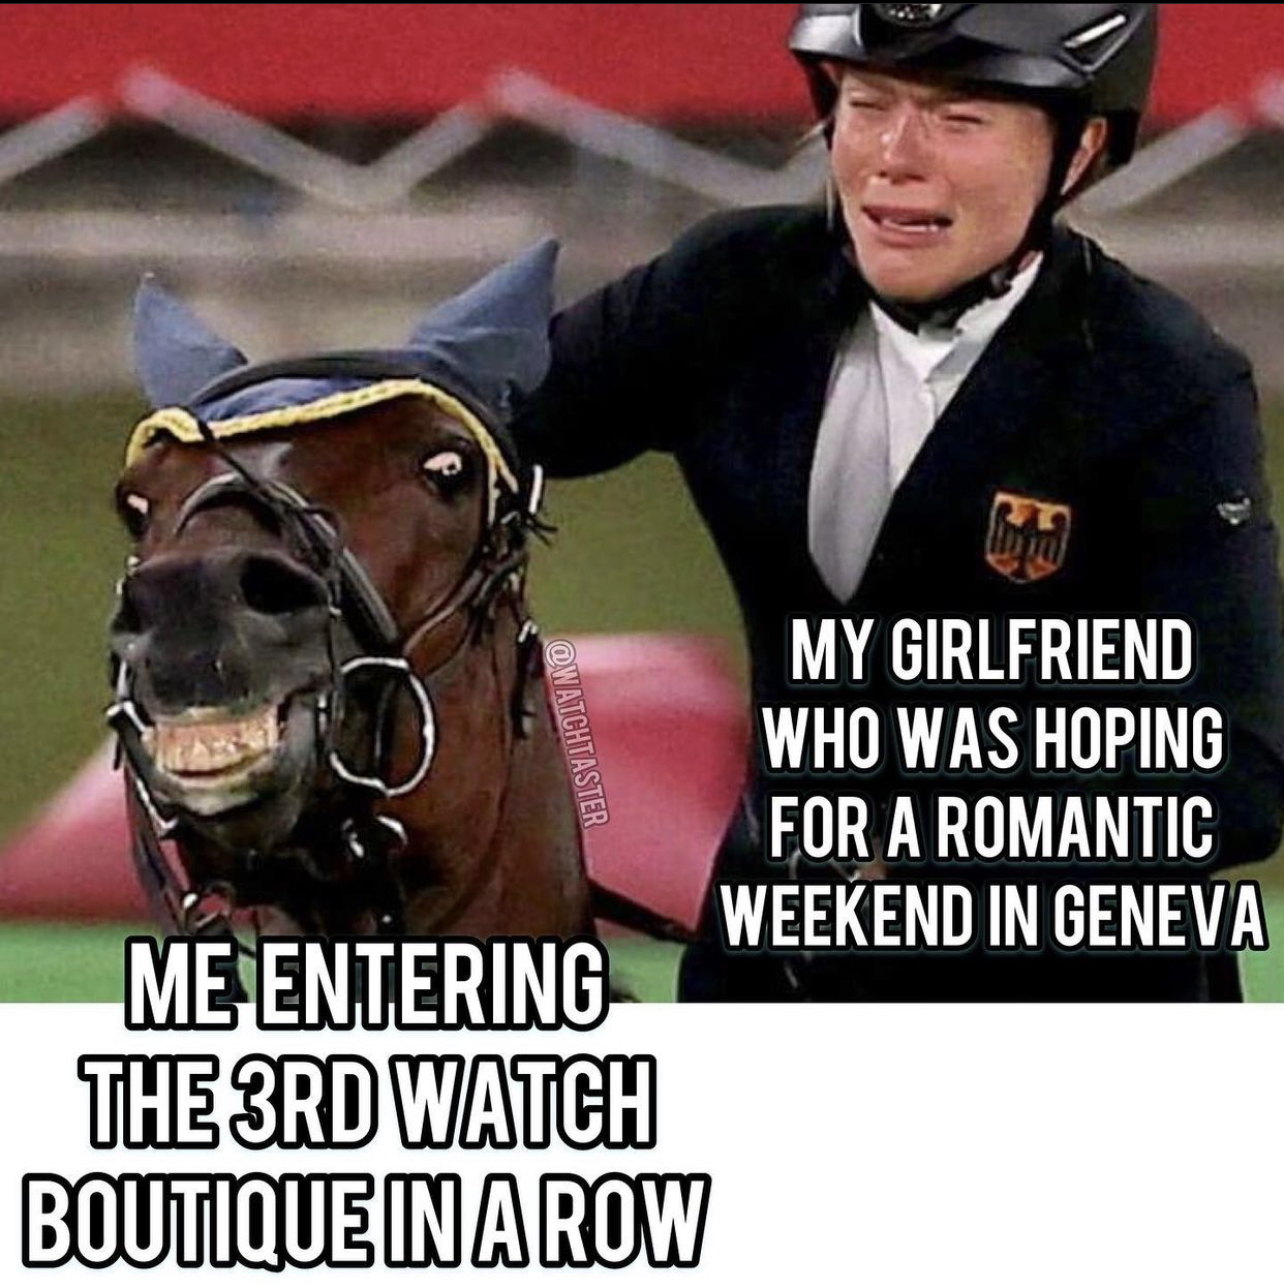 MY GIRLFRIEND
WHO WAS HOPING
FOR A ROMANTIC
WEEKEND IN GENEVA
@WATCHTASTER
ME ENTERING
THE 3RD WATCH
BOUTIQUE IN A ROW